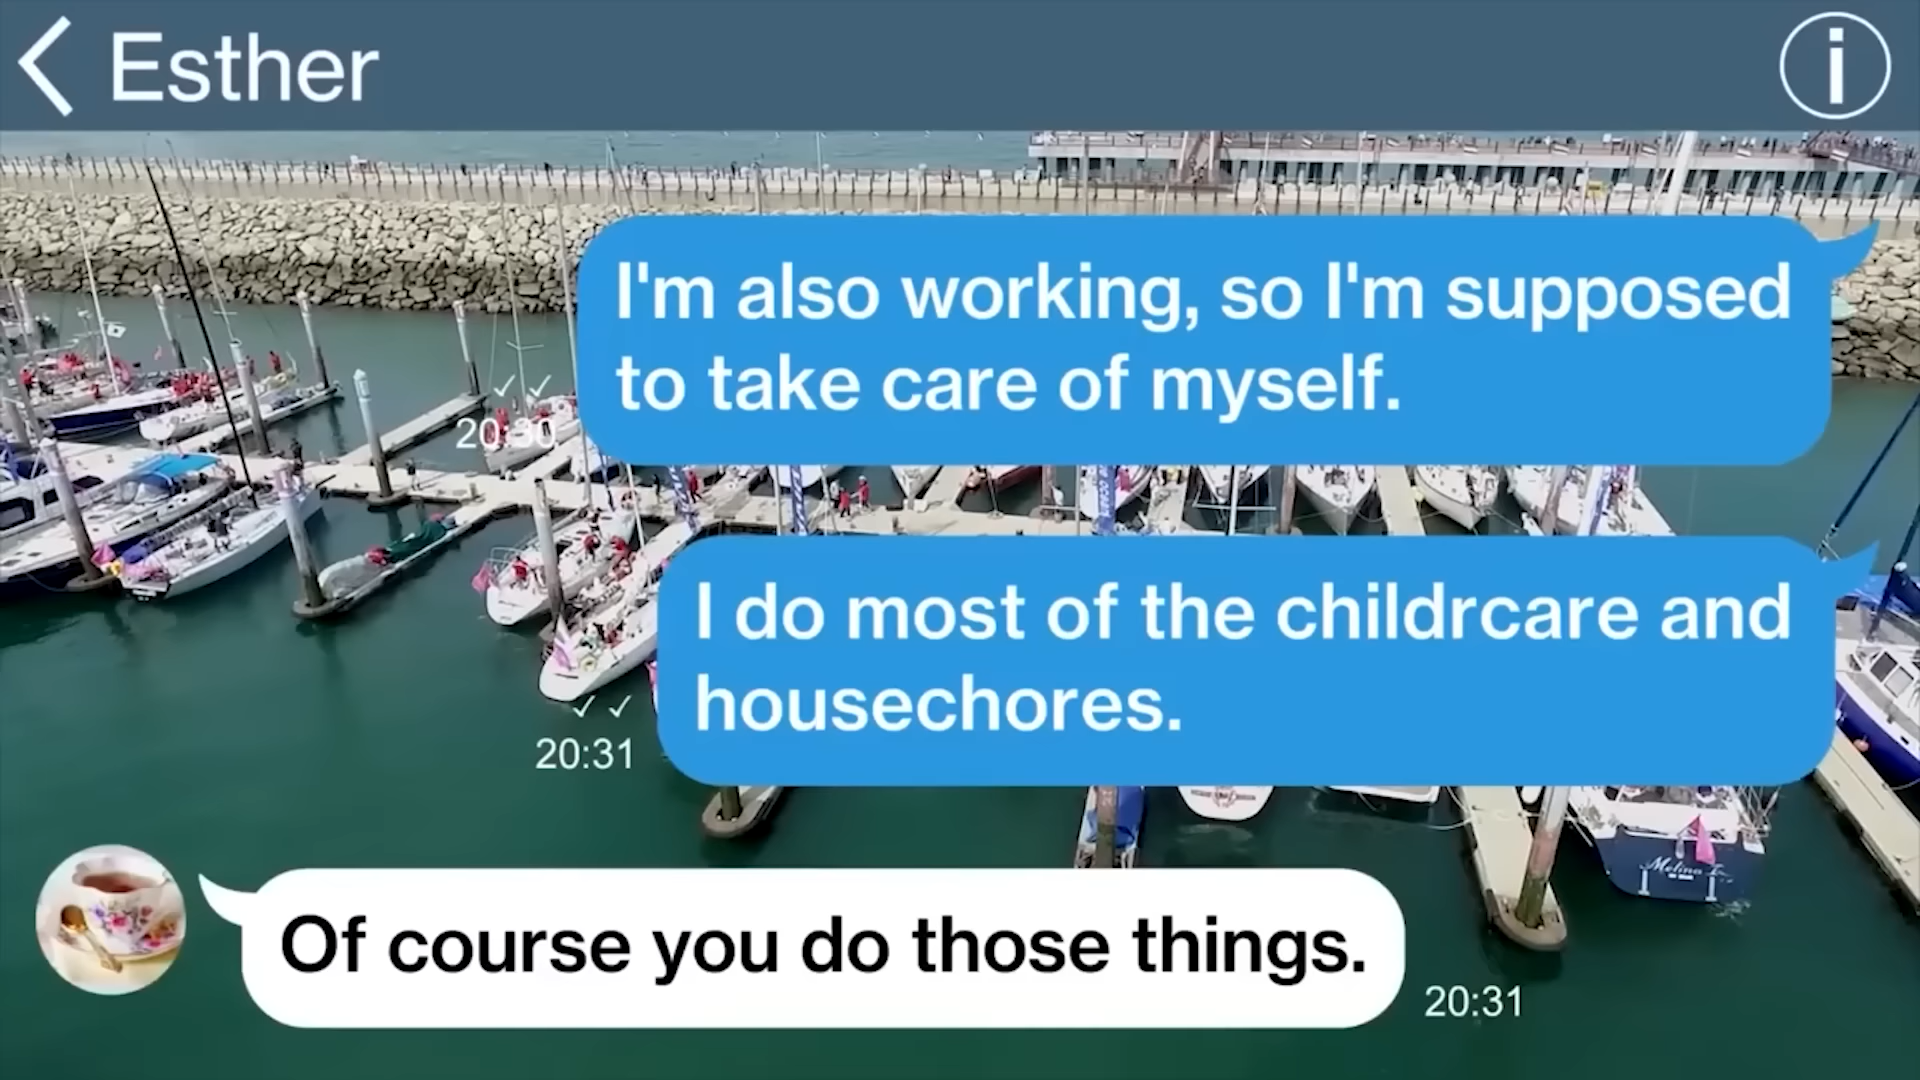 Esther
I'm also working, so I'm supposed
to take care of myself.
20:30
I do most of the childrcare and
housechores.
20:31
Of course you do those things.
20:31
Melina